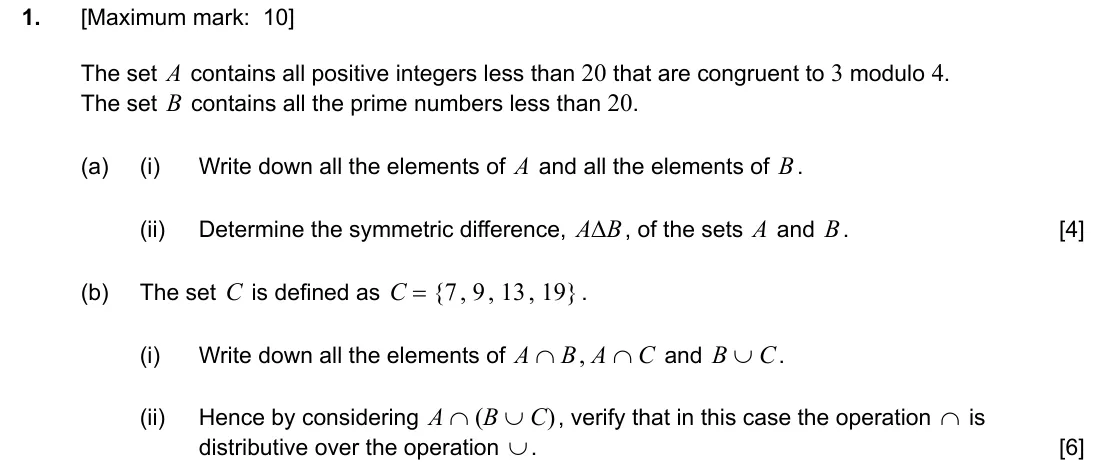 1. [Maximum mark: 10]
The set A contains all positive integers less than 20 that are congruent to 3 modulo 4.
The set B contains all the prime numbers less than 20.
(a) (i) Write down all the elements of A and all the elements of B.
(ii) Determine the symmetric difference, AΔB, of the sets A and B. [4]
(b) The set C is defined as C = {7, 9, 13, 19}.
(i) Write down all the elements of A ∩ B, A ∩ C and B ∪ C.
(ii) Hence by considering A ∩ (B ∪ C), verify that in this case the operation ∩ is
distributive over the operation ∪. [6]